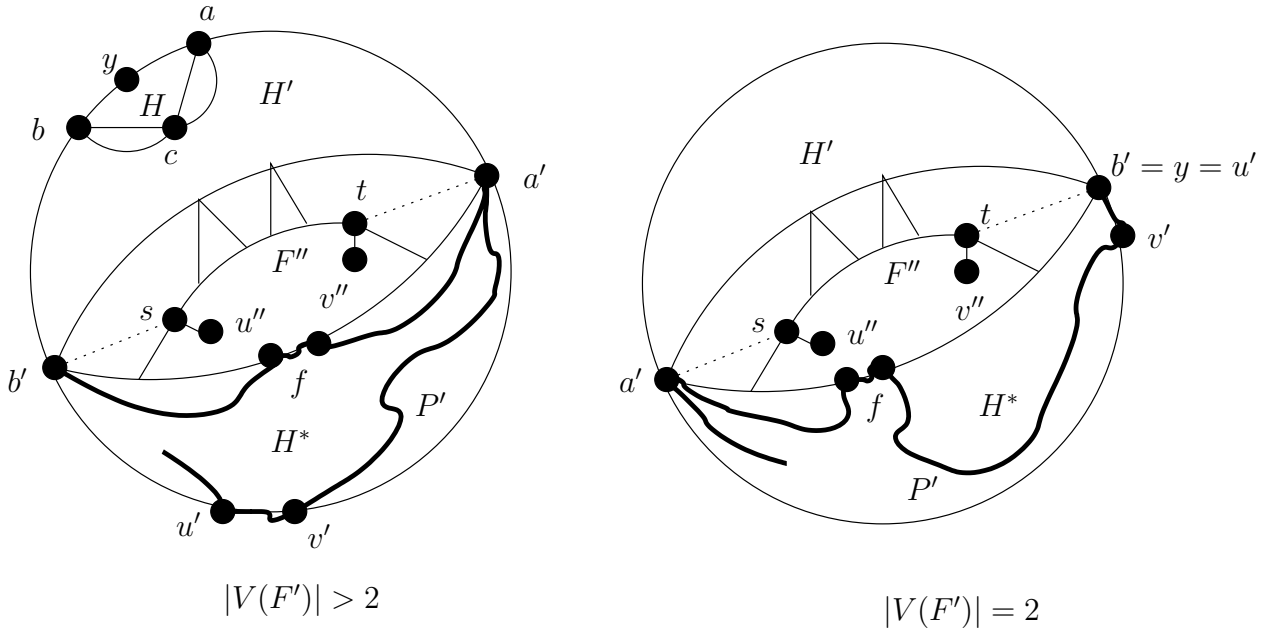 a
y
H
H′
b
c
a′
t
F″
v″
s
u″
b′
f
P′
H*
u′
v′
|V(F′)| > 2
H′
b′ = y = u′
t
v′
F″
v″
s
u″
a′
f
H*
P′
|V(F′)| = 2